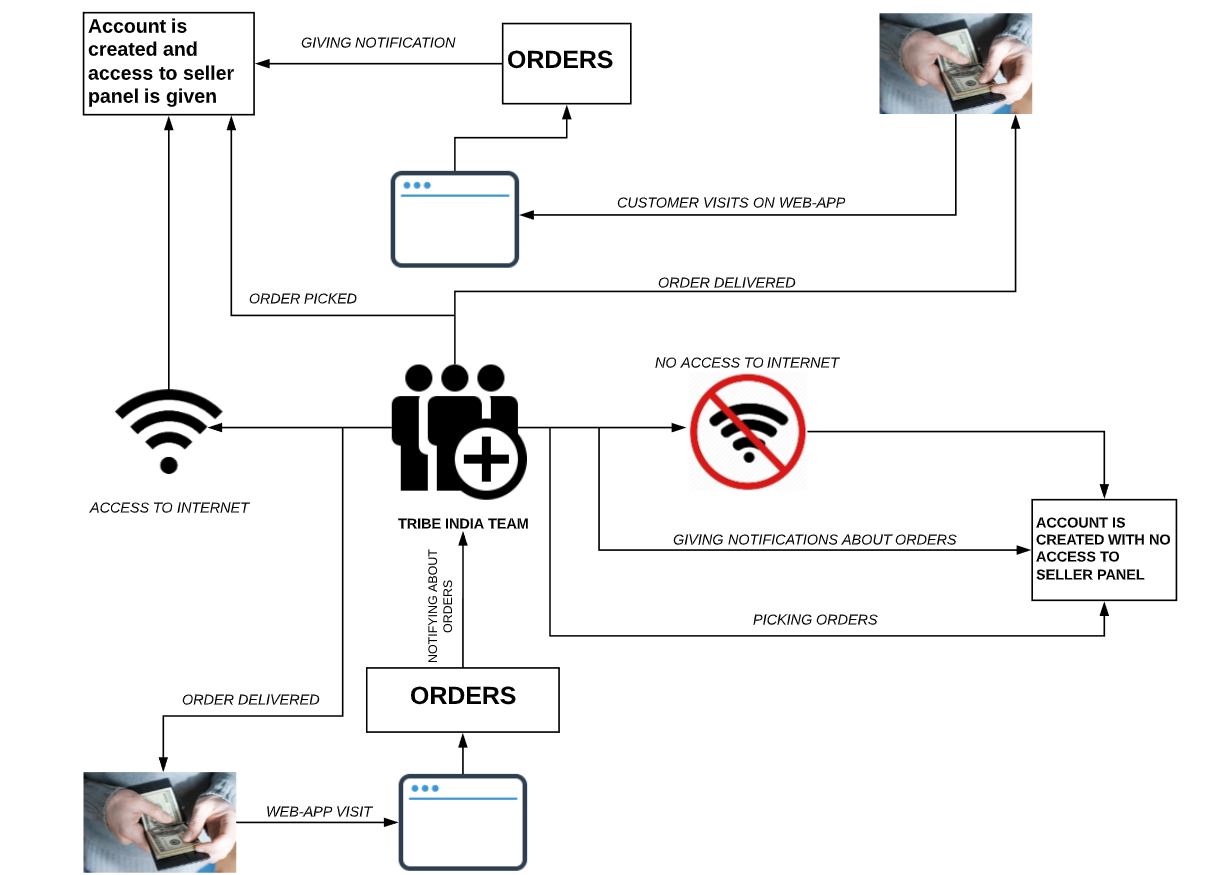 Account is
created and
access to seller
panel is given
GIVING NOTIFICATION
ORDERS
CUSTOMER VISITS ON WEB-APP
ORDER DELIVERED
ORDER PICKED
NO ACCESS TO INTERNET
ACCESS TO INTERNET
TRIBE INDIA TEAM
ACCOUNT IS
CREATED WITH NO
ACCESS TO
SELLER PANEL
GIVING NOTIFICATIONS ABOUT ORDERS
NOTIFYING ABOUT
ORDERS
PICKING ORDERS
ORDERS
ORDER DELIVERED
WEB-APP VISIT